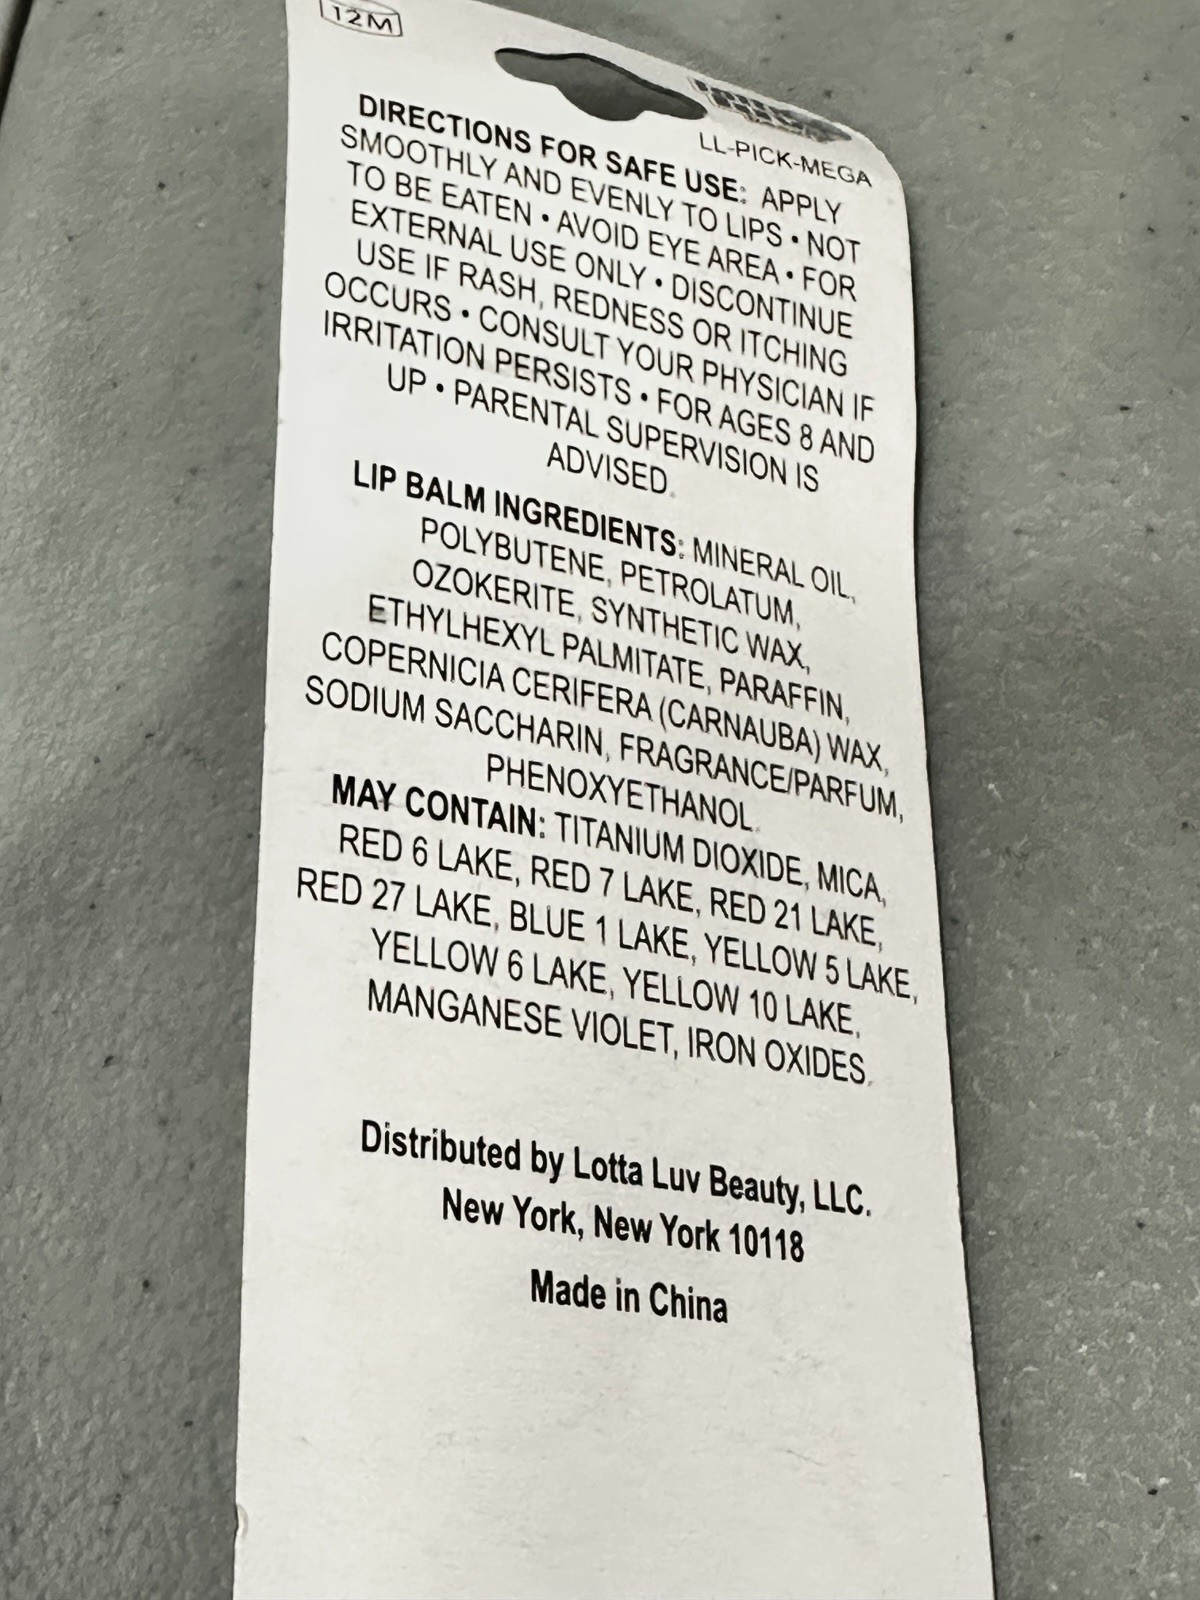 12M
LL-PICK-MEGA
DIRECTIONS FOR SAFE USE: APPLY
SMOOTHLY AND EVENLY TO LIPS • NOT
TO BE EATEN • AVOID EYE AREA • FOR
EXTERNAL USE ONLY • DISCONTINUE
USE IF RASH, REDNESS OR ITCHING
OCCURS • CONSULT YOUR PHYSICIAN IF
IRRITATION PERSISTS • FOR AGES 8 AND
UP • PARENTAL SUPERVISION IS
ADVISED.
LIP BALM INGREDIENTS: MINERAL OIL,
POLYBUTENE, PETROLATUM,
OZOKERITE, SYNTHETIC WAX,
ETHYLHEXYL PALMITATE, PARAFFIN,
COPERNICIA CERIFERA (CARNAUBA) WAX,
SODIUM SACCHARIN, FRAGRANCE/PARFUM,
PHENOXYETHANOL.
MAY CONTAIN: TITANIUM DIOXIDE, MICA,
RED 6 LAKE, RED 7 LAKE, RED 21 LAKE,
RED 27 LAKE, BLUE 1 LAKE, YELLOW 5 LAKE,
YELLOW 6 LAKE, YELLOW 10 LAKE,
MANGANESE VIOLET, IRON OXIDES.
Distributed by Lotta Luv Beauty, LLC.
New York, New York 10118
Made in China